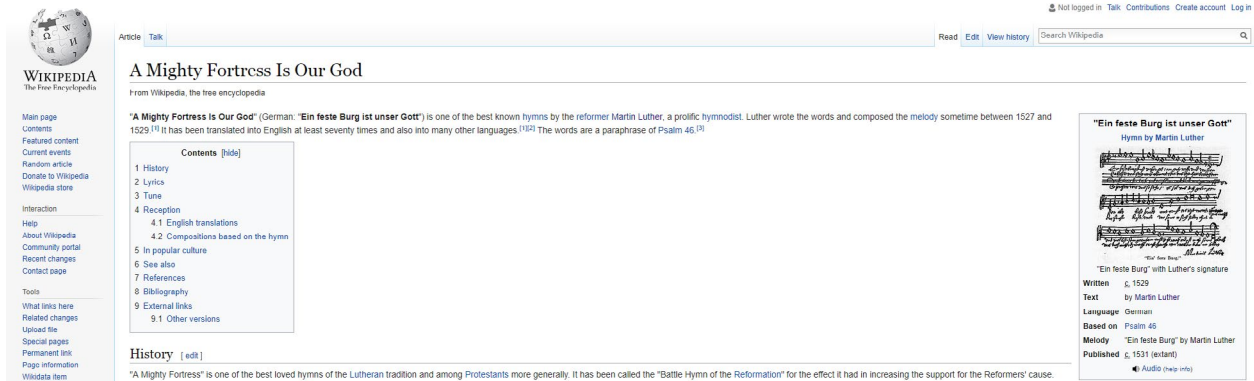 Not logged in Talk Contributions Create account Log in
Article Talk
Read Edit View history Search Wikipedia
WIKIPEDIA
The Free Encyclopedia
Main page
Contents
Featured content
Current events
Random article
Donate to Wikipedia
Wikipedia store
Interaction
Help
About Wikipedia
Community portal
Recent changes
Contact page
Tools
What links here
Related changes
Upload file
Special pages
Permanent link
Page information
Wikidata item
A Mighty Fortress Is Our God
From Wikipedia, the free encyclopedia
"A Mighty Fortress Is Our God" (German: "Ein feste Burg ist unser Gott") is one of the best known hymns by the reformer Martin Luther, a prolific hymnodist. Luther wrote the words and composed the melody sometime between 1527 and
1529.[1] It has been translated into English at least seventy times and also into many other languages.[1][2] The words are a paraphrase of Psalm 46.[3]
Contents [hide]
1 History
2 Lyrics
3 Tune
4 Reception
4.1 English translations
4.2 Compositions based on the hymn
5 In popular culture
6 See also
7 References
8 Bibliography
9 External links
9.1 Other versions
History [ edit ]
"A Mighty Fortress" is one of the best loved hymns of the Lutheran tradition and among Protestants more generally. It has been called the "Battle Hymn of the Reformation" for the effect it had in increasing the support for the Reformers' cause.
"Ein feste Burg ist unser Gott"
Hymn by Martin Luther
"Ein' feste Burg."
"Ein feste Burg" with Luther's signature
Written c. 1529
Text by Martin Luther
Language German
Based on Psalm 46
Melody "Ein feste Burg" by Martin Luther
Published c. 1531 (extant)
Audio (help·info)